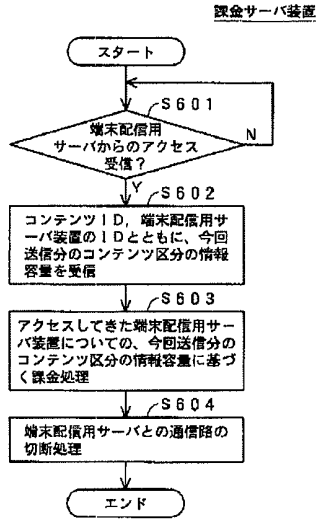 課金サーバ装置
スタート
S601
端末配信用
サーバからのアクセス
受信？
N
Y
S602
コンテンツID，端末配信用サ
ーバ装置のIDとともに、今回
送信分のコンテンツ区分の情報
容量を受信
S603
アクセスしてきた端末配信用サー
バ装置についての、今回送信分の
コンテンツ区分の情報容量に基づ
く課金処理
S604
端末配信用サーバとの通信路の
切断処理
エンド